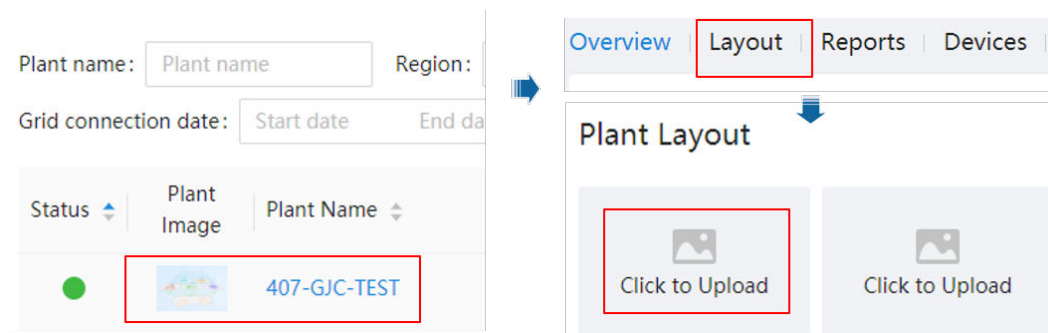 Plant name: Plant name Region:
Grid connection date: Start date End da
Status Plant Image Plant Name
407-GJC-TEST
Overview Layout Reports Devices
Plant Layout
Click to Upload Click to Upload